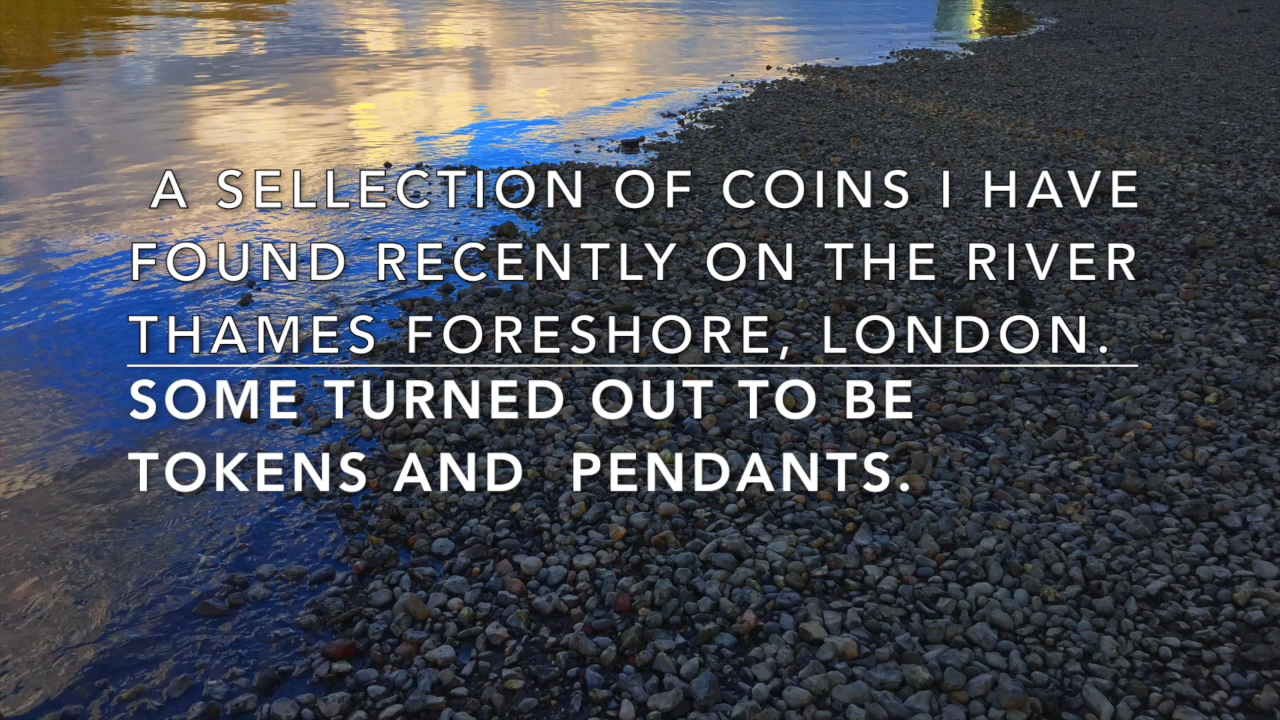 A SELLECTION OF COINS I HAVE
FOUND RECENTLY ON THE RIVER
THAMES FORESHORE, LONDON.
SOME TURNED OUT TO BE
TOKENS AND  PENDANTS.